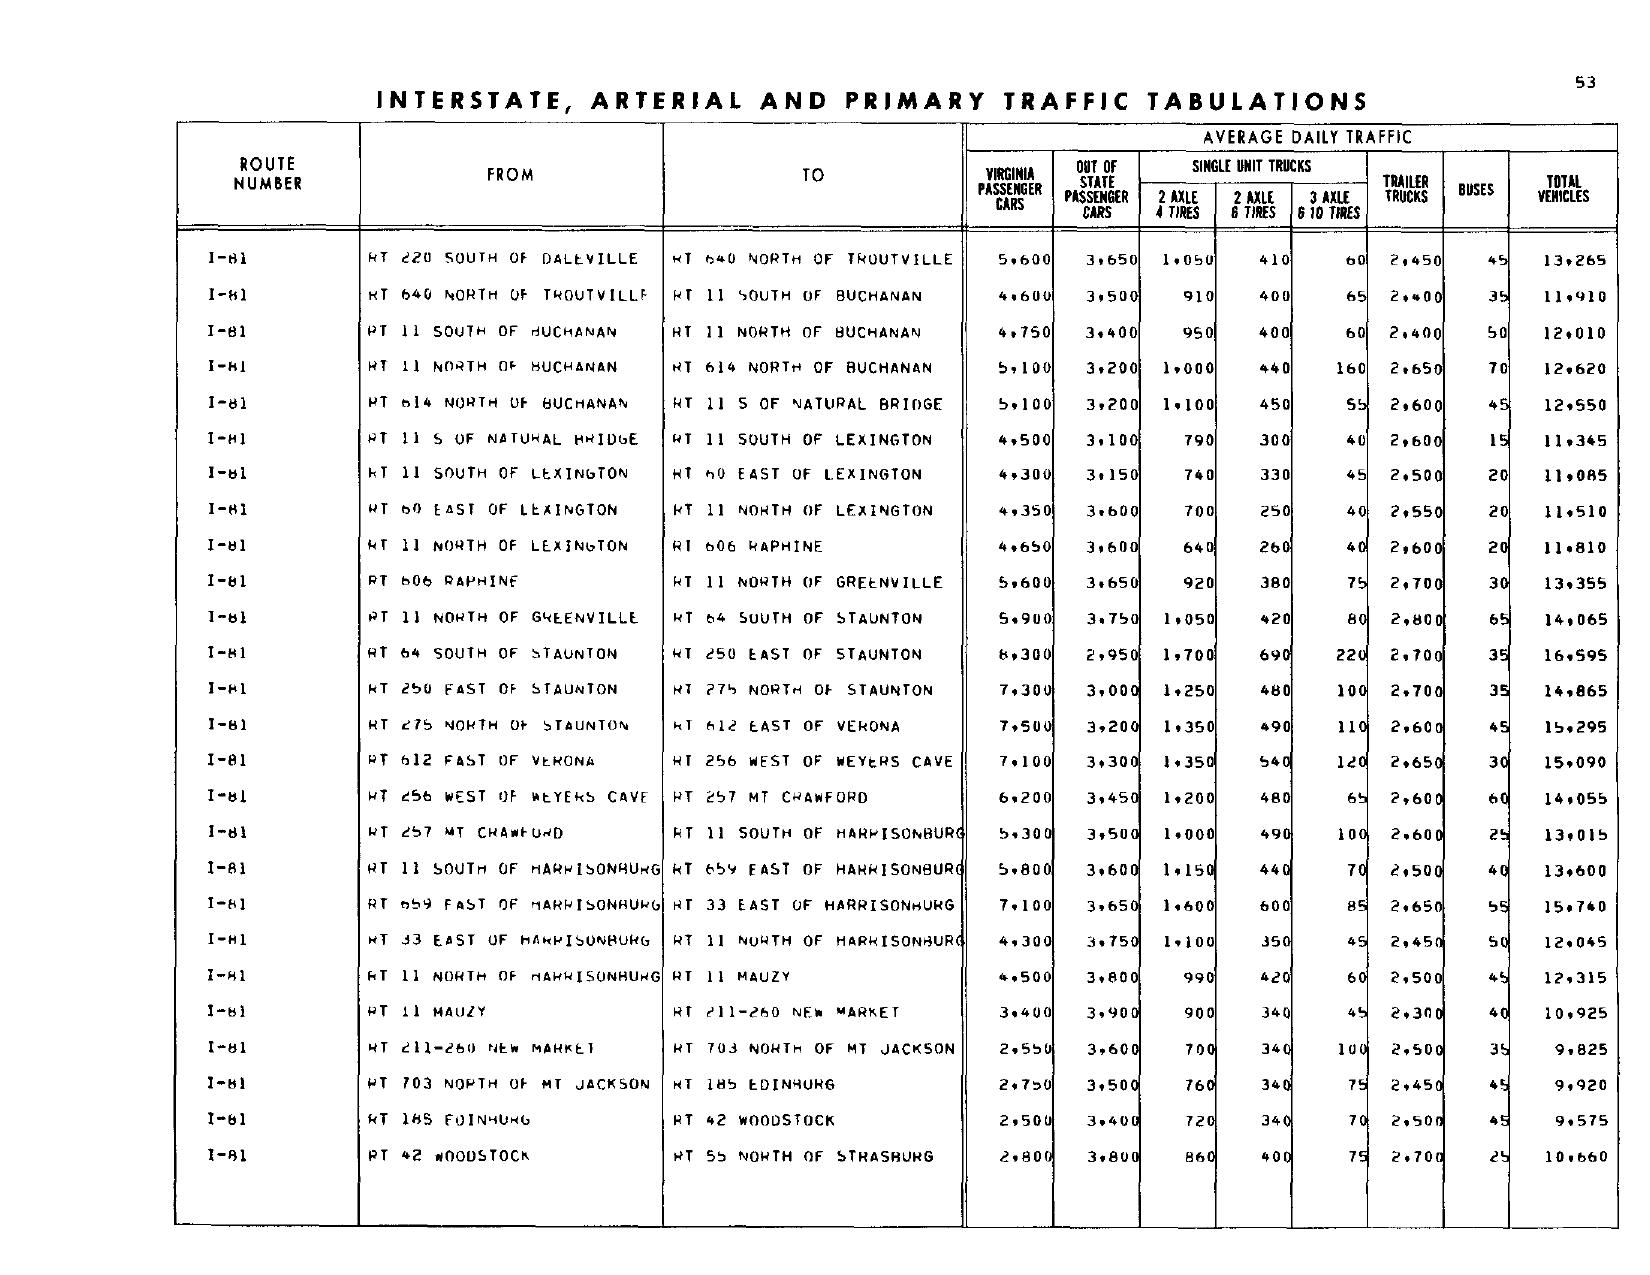 53
INTERSTATE, ARTERIAL AND PRIMARY TRAFFIC TABULATIONS
AVERAGE DAILY TRAFFIC
ROUTE NUMBER FROM TO VIRGINIA PASSENGER CARS OUT OF STATE PASSENGER CARS SINGLE UNIT TRUCKS 2 AXLE 4 TIRES 2 AXLE 6 TIRES 3 AXLE 6 10 TIRES TRAILER TRUCKS BUSES TOTAL VEHICLES
I-81 RT 220 SOUTH OF DALEVILLE RT 640 NORTH OF TROUTVILLE 5,600 3,650 1,050 410 60 2,450 45 13,265
I-81 RT 640 NORTH OF TROUTVILLE RT 11 SOUTH OF BUCHANAN 4,600 3,500 910 400 65 2,400 35 11,910
I-81 RT 11 SOUTH OF BUCHANAN RT 11 NORTH OF BUCHANAN 4,750 3,400 950 400 60 2,400 50 12,010
I-81 RT 11 NORTH OF BUCHANAN RT 614 NORTH OF BUCHANAN 5,100 3,200 1,000 440 160 2,650 70 12,620
I-81 RT 614 NORTH OF BUCHANAN RT 11 S OF NATURAL BRIDGE 5,100 3,200 1,100 450 55 2,600 45 12,550
I-81 RT 11 S OF NATURAL BRIDGE RT 11 SOUTH OF LEXINGTON 4,500 3,100 790 300 40 2,600 15 11,345
I-81 RT 11 SOUTH OF LEXINGTON RT 60 EAST OF LEXINGTON 4,300 3,150 740 330 45 2,500 20 11,085
I-81 RT 60 EAST OF LEXINGTON RT 11 NORTH OF LEXINGTON 4,350 3,600 700 250 40 2,550 20 11,510
I-81 RT 11 NORTH OF LEXINGTON RT 606 RAPHINE 4,650 3,600 640 260 40 2,600 20 11,810
I-81 RT 606 RAPHINE RT 11 NORTH OF GREENVILLE 5,600 3,650 920 380 75 2,700 30 13,355
I-81 RT 11 NORTH OF GREENVILLE RT 64 SOUTH OF STAUNTON 5,900 3,750 1,050 420 80 2,800 65 14,065
I-81 RT 64 SOUTH OF STAUNTON RT 250 EAST OF STAUNTON 8,300 2,950 1,700 690 220 2,700 35 16,595
I-81 RT 250 EAST OF STAUNTON RT 275 NORTH OF STAUNTON 7,300 3,000 1,250 480 100 2,700 35 14,865
I-81 RT 275 NORTH OF STAUNTON RT 612 EAST OF VERONA 7,500 3,200 1,350 490 110 2,600 45 15,295
I-81 RT 612 EAST OF VERONA RT 256 WEST OF WEYERS CAVE 7,100 3,300 1,350 540 120 2,650 30 15,090
I-81 RT 256 WEST OF WEYERS CAVE RT 257 MT CRAWFORD 6,200 3,450 1,200 480 65 2,600 60 14,055
I-81 RT 257 MT CRAWFORD RT 11 SOUTH OF HARRISONBURG 5,300 3,500 1,000 490 100 2,600 25 13,015
I-81 RT 11 SOUTH OF HARRISONBURG RT 659 EAST OF HARRISONBURG 5,800 3,600 1,150 440 70 2,500 40 13,600
I-81 RT 659 EAST OF HARRISONBURG RT 33 EAST OF HARRISONBURG 7,100 3,650 1,600 600 85 2,650 55 15,740
I-81 RT 33 EAST OF HARRISONBURG RT 11 NORTH OF HARRISONBURG 4,300 3,750 1,100 350 45 2,450 50 12,045
I-81 RT 11 NORTH OF HARRISONBURG RT 11 MAUZY 4,500 3,800 990 420 60 2,500 45 12,315
I-81 RT 11 MAUZY RT 211-260 NEW MARKET 3,400 3,900 900 340 45 2,300 40 10,925
I-81 RT 211-260 NEW MARKET RT 703 NORTH OF MT JACKSON 2,550 3,600 700 340 100 2,500 35 9,825
I-81 RT 703 NORTH OF MT JACKSON RT 185 EDINBURG 2,750 3,500 760 340 75 2,450 45 9,920
I-81 RT 185 EDINBURG RT 42 WOODSTOCK 2,500 3,400 720 340 70 2,500 45 9,575
I-81 RT 42 WOODSTOCK RT 55 NORTH OF STRASBURG 2,800 3,800 860 400 75 2,700 25 10,660